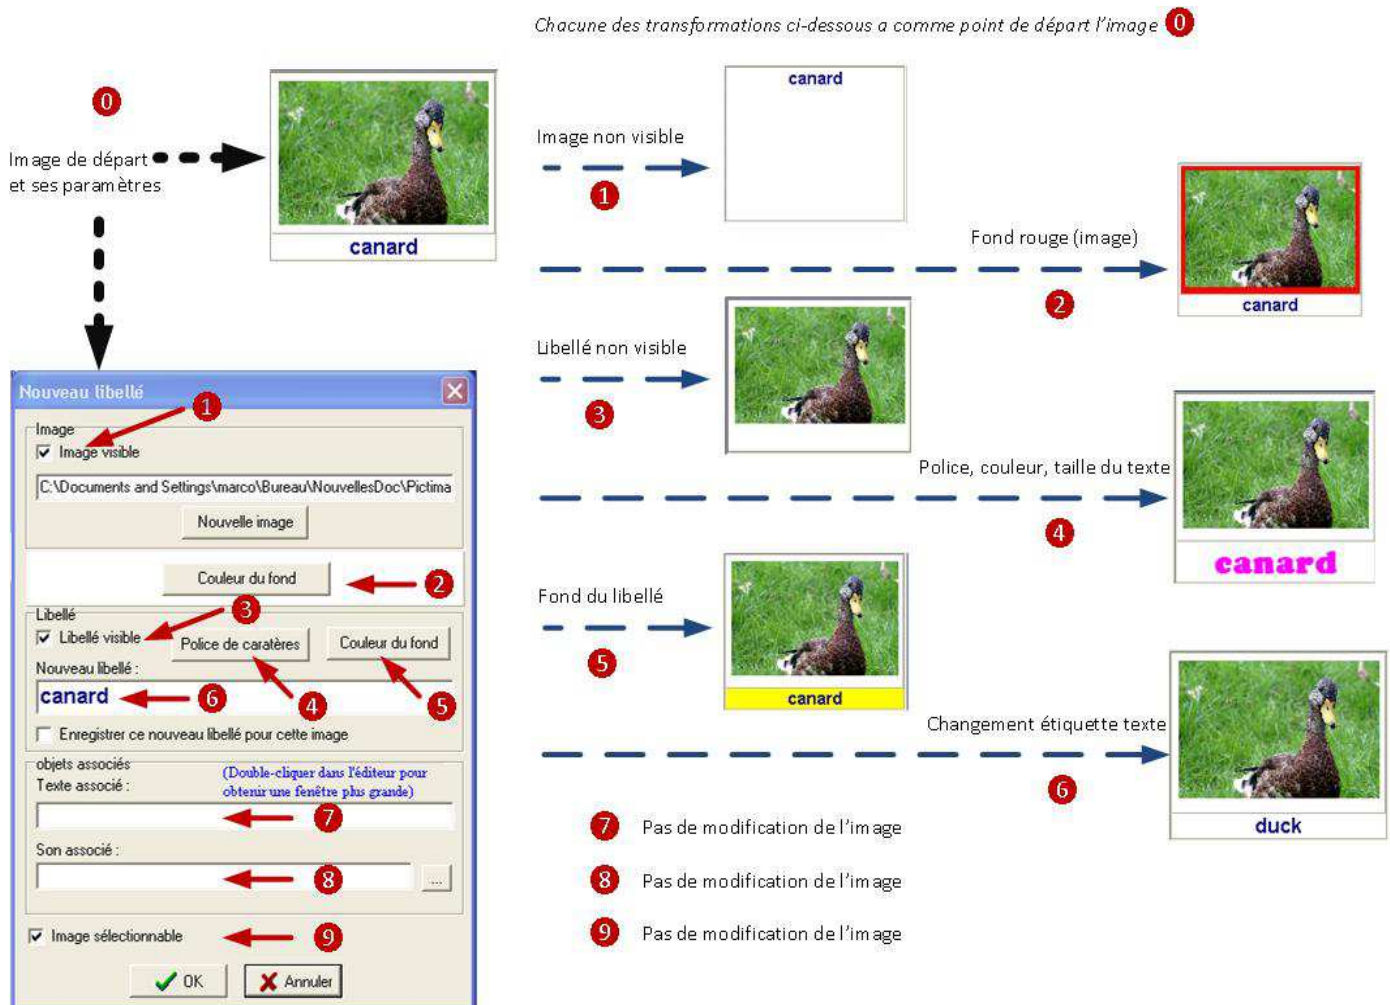 Chacune des transformations ci-dessous a comme point de départ l'image 0
0
Image de départ
et ses paramètres
canard
Image non visible
1
canard
Fond rouge (image)
2
canard
Libellé non visible
3
Police, couleur, taille du texte
4
canard
Fond du libellé
5
canard
Changement étiquette texte
6
duck
7 Pas de modification de l'image
8 Pas de modification de l'image
9 Pas de modification de l'image
Nouveau libellé
1
Image
Image visible
C:\Documents and Settings\marco\Bureau\NouvellesDoc\Pictima
Nouvelle image
Couleur du fond
2
Libellé
3
Libellé visible
Police de caratères
Couleur du fond
Nouveau libellé :
canard
6
4
5
Enregistrer ce nouveau libellé pour cette image
objets associés
Texte associé :
(Double-cliquer dans l'éditeur pour
obtenir une fenêtre plus grande)
7
Son associé :
8
...
Image sélectionnable
9
OK
Annuler